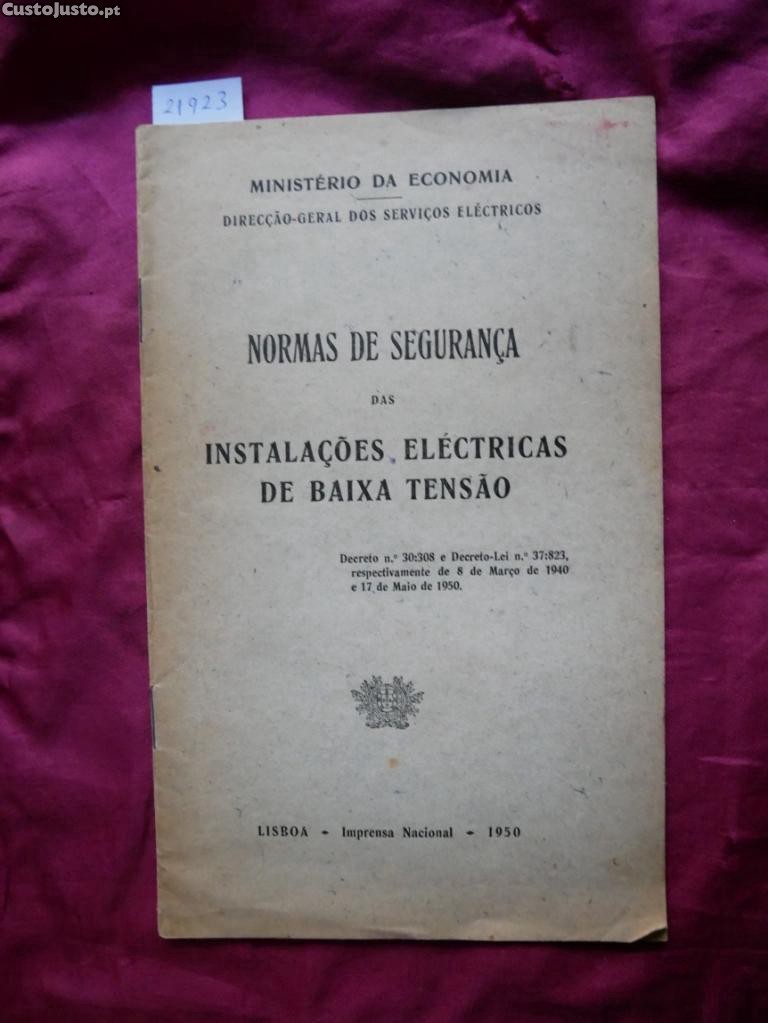 CustoJusto.pt
21923
MINISTÉRIO DA ECONOMIA
DIRECÇÃO-GERAL DOS SERVIÇOS ELÉCTRICOS
NORMAS DE SEGURANÇA
DAS
INSTALAÇÕES ELÉCTRICAS
DE BAIXA TENSÃO
Decreto n.º 30:308 e Decreto-Lei n.º 37:823,
respectivamente de 8 de Março de 1940
e 17 de Maio de 1950.
LISBOA - Imprensa Nacional - 1950